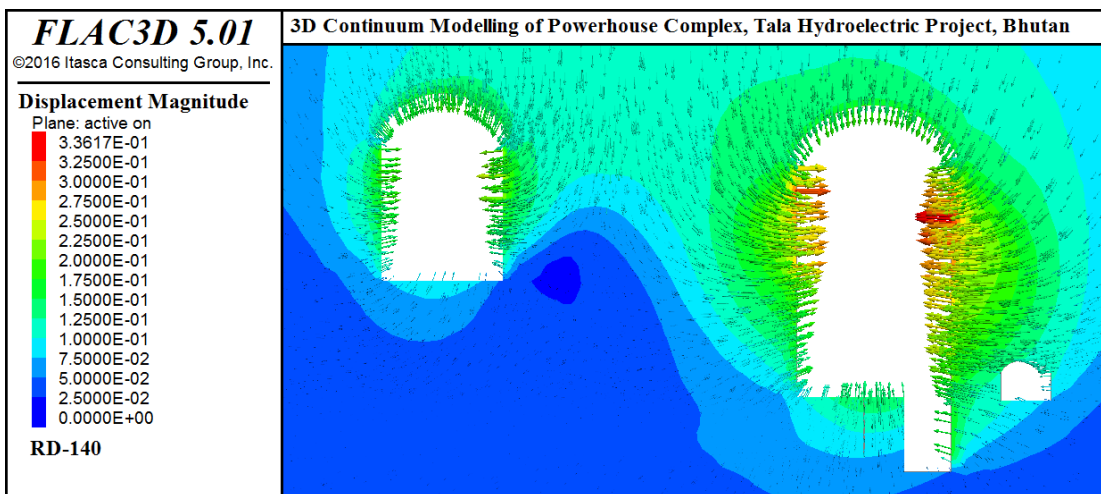 FLAC3D 5.01
©2016 Itasca Consulting Group, Inc.
3D Continuum Modelling of Powerhouse Complex, Tala Hydroelectric Project, Bhutan
Displacement Magnitude
Plane: active on
3.3617E-01
3.2500E-01
3.0000E-01
2.7500E-01
2.5000E-01
2.2500E-01
2.0000E-01
1.7500E-01
1.5000E-01
1.2500E-01
1.0000E-01
7.5000E-02
5.0000E-02
2.5000E-02
0.0000E+00
RD-140